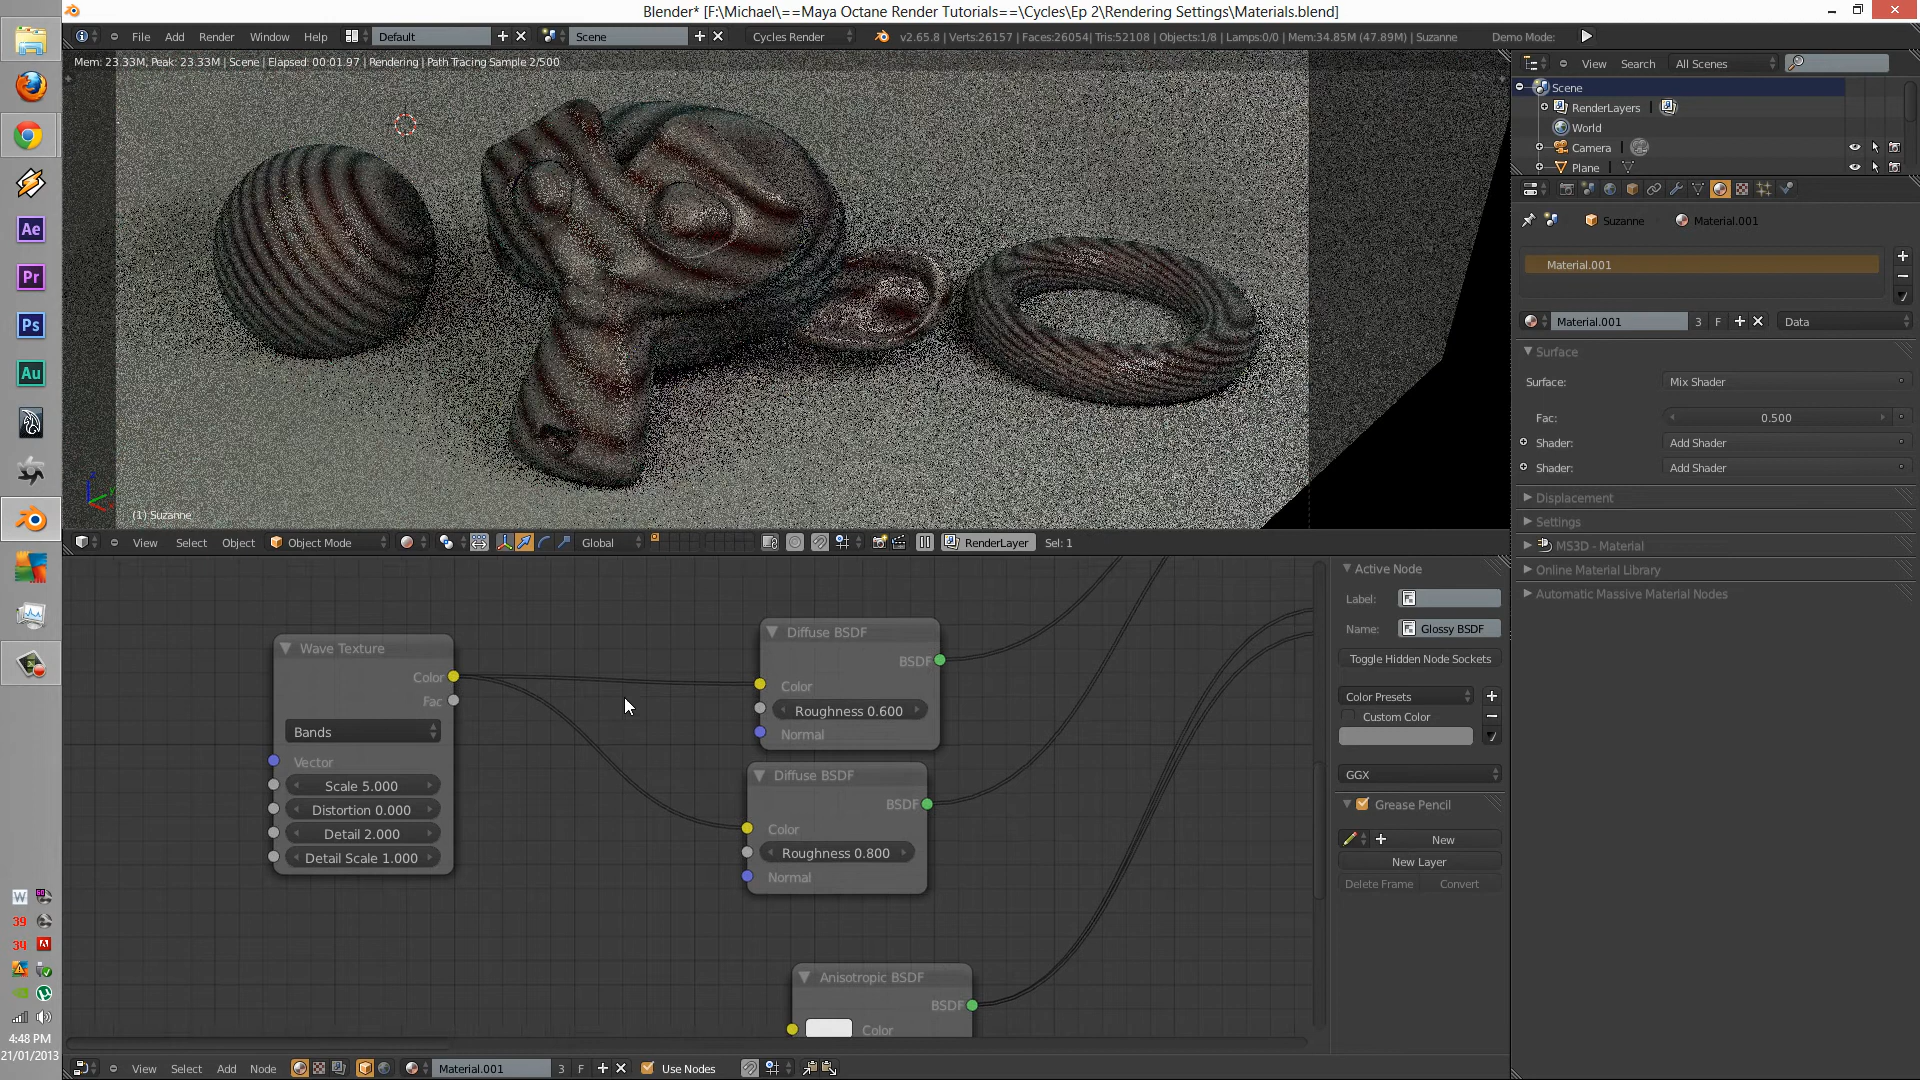 Blender* [F:\Michael\==Maya Octane Render Tutorials==\Cycles\Ep 2\Rendering Settings\Materials.blend]
File Add Render Window Help Default Scene Cycles Render v2.65.8 | Verts:26157 | Faces:26054| Tris:52108 | Objects:1/8 | Lamps:0/0 | Mem:34.85M (47.89M) | Suzanne Demo Mode:
Mem: 23.33M, Peak: 23.33M | Scene | Elapsed: 00:01.97 | Rendering | Path Tracing Sample 2/500
View Search All Scenes
Scene
RenderLayers
World
Camera
Plane
Suzanne Material.001
Material.001
Material.001 3 F Data
Surface
Surface: Mix Shader
Fac: 0.500
Shader: Add Shader
Shader: Add Shader
Displacement
Settings
MS3D - Material
Online Material Library
Automatic Massive Material Nodes
Ae
Pr
Ps
Au
(1) Suzanne
View Select Object Object Mode Global RenderLayer Sel: 1
Wave Texture
Color
Fac
Bands
Vector
Scale 5.000
Distortion 0.000
Detail 2.000
Detail Scale 1.000
Diffuse BSDF
BSDF
Color
Roughness 0.600
Normal
Diffuse BSDF
BSDF
Color
Roughness 0.800
Normal
Anisotropic BSDF
BSDF
Color
Active Node
Label:
Name: Glossy BSDF
Toggle Hidden Node Sockets
Color Presets
Custom Color
GGX
Grease Pencil
New
New Layer
Delete Frame Convert
39
34
4:48 PM
21/01/2013
View Select Add Node Material.001 3 F Use Nodes